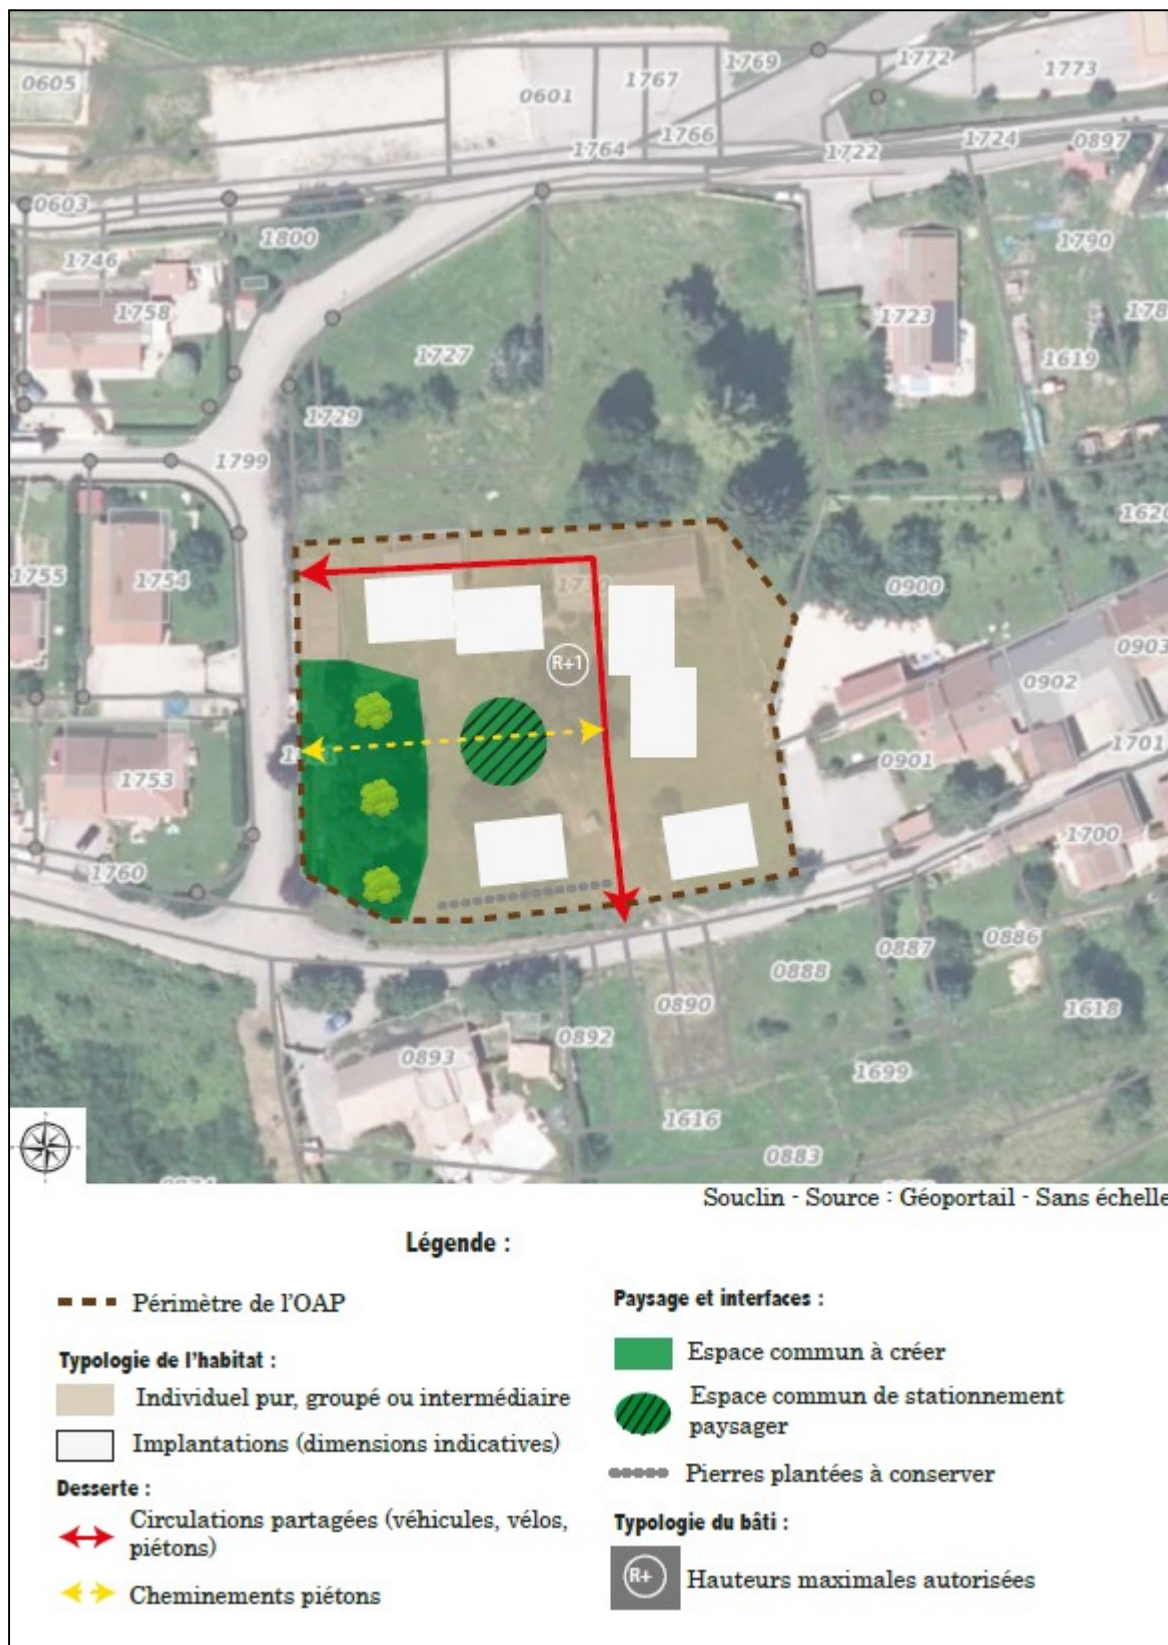 0605
1769
1772
1767
1773
0601
1766
1764
1722
1724
0897
0603
1800
1746
1790
1758
1723
1619
1727
1729
1799
1755
1754
1730
0900
0903
R+1
0902
1701
1753
0901
1700
1760
0886
0887
0888
0890
1618
0892
0893
1699
1616
0883
Souclin - Source : Géoportail - Sans échelle
Légende :
Périmètre de l'OAP
Typologie de l'habitat :
Individuel pur, groupé ou intermédiaire
Implantations (dimensions indicatives)
Desserte :
Circulations partagées (véhicules, vélos,
piétons)
Cheminements piétons
Paysage et interfaces :
Espace commun à créer
Espace commun de stationnement
paysager
Pierres plantées à conserver
Typologie du bâti :
R+
Hauteurs maximales autorisées